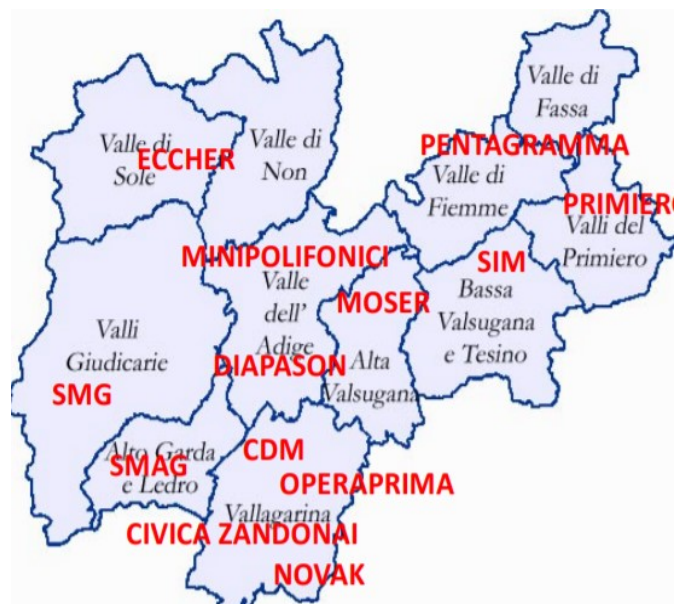 Valle di
Fassa
PENTAGRAMMA
Valle di
Sole
ECCHER
Valle di
Non
Valle di
Fiemme
PRIMIERO
Valli del
Primiero
MINIPOLIFONICI
Valle
dell'
Adige
SIM
Bassa
Valsugana
e Tesino
MOSER
Valli
Giudicarie
DIAPASON
Alta
Valsugana
SMG
Alto Garda
e Ledro
SMAG
CDM
OPERAPRIMA
Vallagarina
CIVICA ZANDONAI
NOVAK